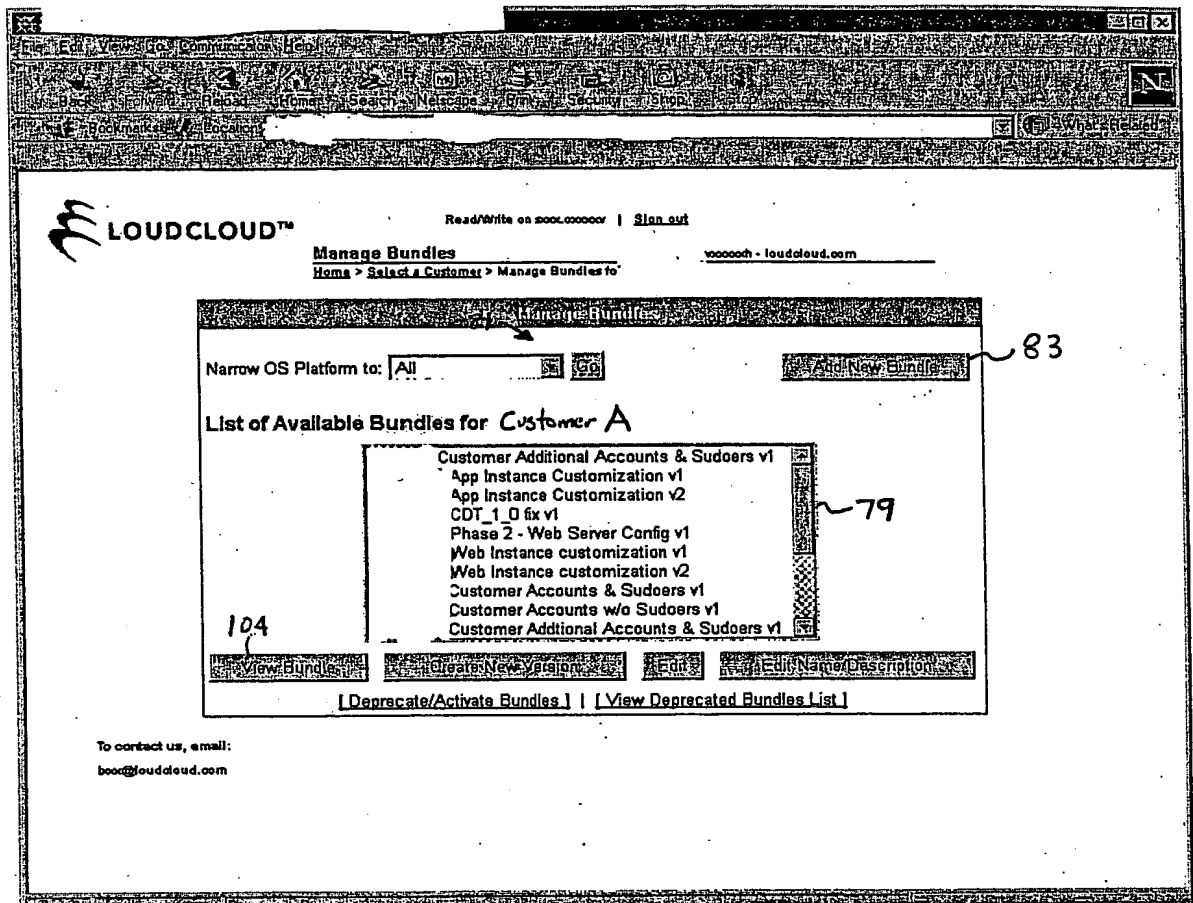 File Edit View Go Communicator Help
Back Forward Reload Home Search Netscape Print Security Shop Stop
Bookmarks Location: What's Related
N
LOUDCLOUD™
Read/Write on | Sign out
Manage Bundles
- loudcloud.com
Home > Select a Customer > Manage Bundles for
Manage Bundles
Narrow OS Platform to: All Go Add New Bundle 83
List of Available Bundles for Customer A
Customer Additional Accounts & Sudoers v1
App Instance Customization v1
App Instance Customization v2
CDT_1_0 fix v1
79
Phase 2 - Web Server Config v1
Web Instance customization v1
Web Instance customization v2
Customer Accounts & Sudoers v1
Customer Accounts w/o Sudoers v1
Customer Addtional Accounts & Sudoers v1
104
View Bundle Create New Version Edit Edit Name/Description
[ Deprecate/Activate Bundles ] | [ View Deprecated Bundles List ]
To contact us, email:
@loudcloud.com